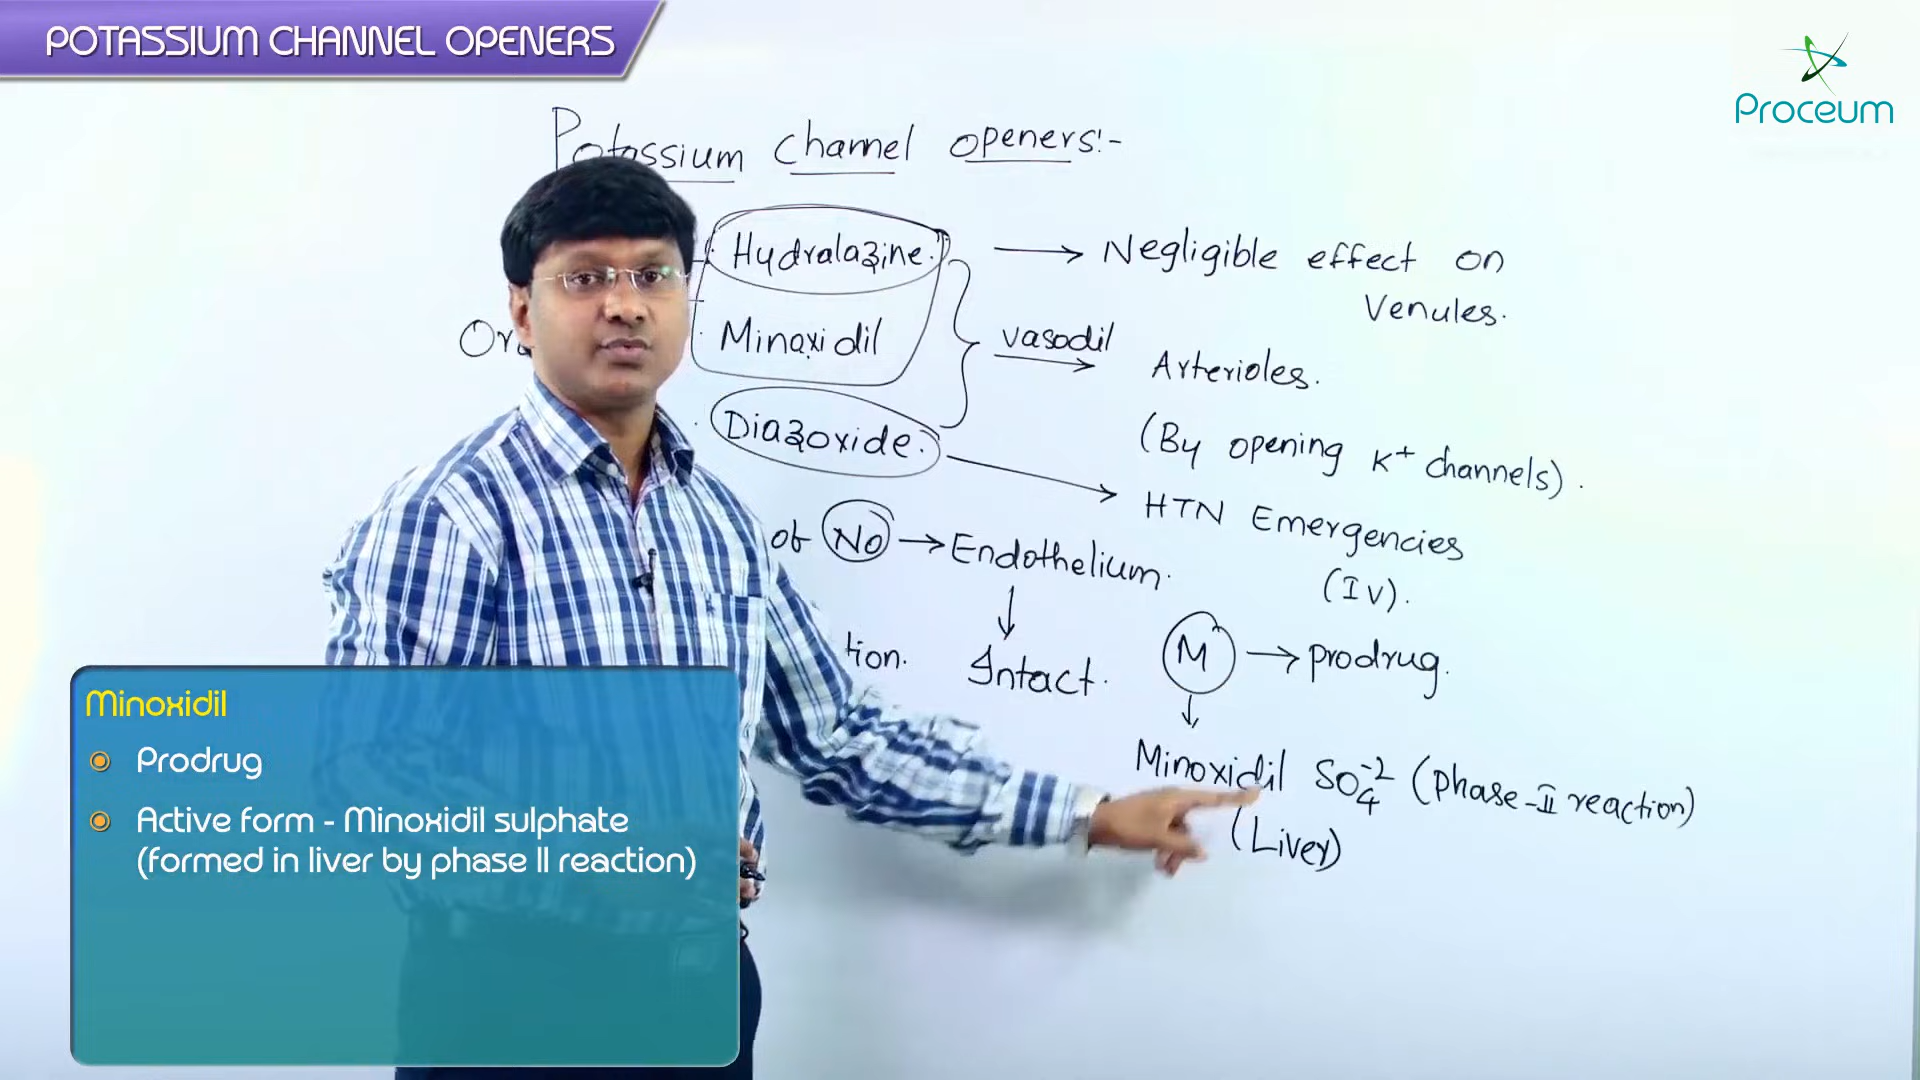 POTASSIUM CHANNEL OPENERS
Proceum
Potassium channel openers:-
Hydralazine. → Negligible effect on
Venules.
Minoxidil
vasodil → Arterioles.
Diazoxide.
(By opening K+ channels).
→ HTN Emergencies
(IV).
of NO → Endothelium.
↓
Intact.
M → prodrug.
↓
Minoxidil SO4-2 (phase-II reaction)
(Liver)
Minoxidil
Prodrug
Active form - Minoxidil sulphate
(formed in liver by phase II reaction)